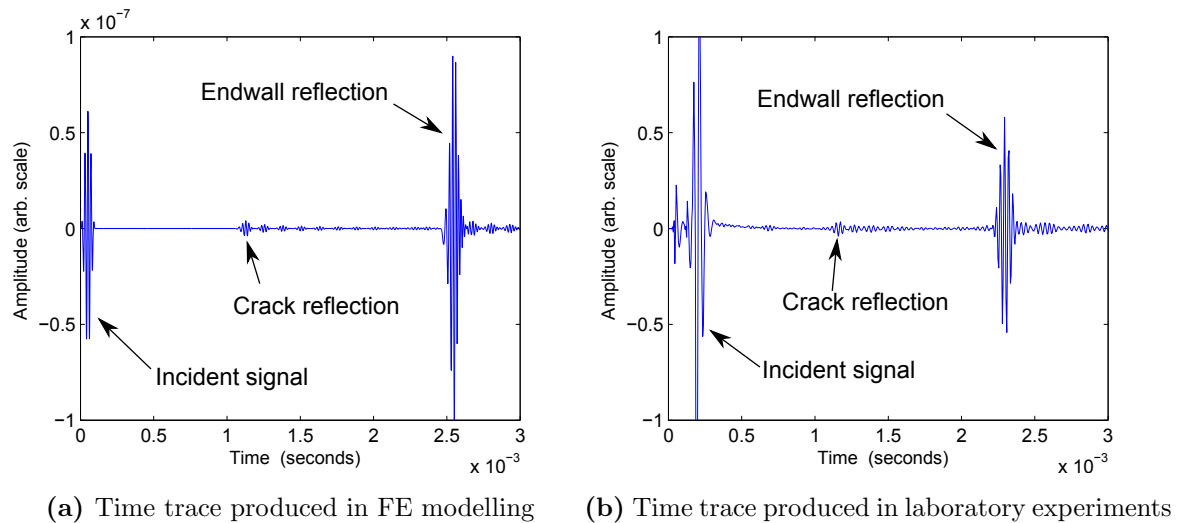 x 10⁻⁷
1
0.5
0
−0.5
−1
Amplitude (arb. scale)
Endwall reflection
Crack reflection
Incident signal
0 0.5 1 1.5 2 2.5 3
Time (seconds)
x 10⁻³
(a) Time trace produced in FE modelling
1
0.5
0
−0.5
−1
Amplitude (arb. scale)
Endwall reflection
Crack reflection
Incident signal
0 0.5 1 1.5 2 2.5 3
Time (seconds)
x 10⁻³
(b) Time trace produced in laboratory experiments